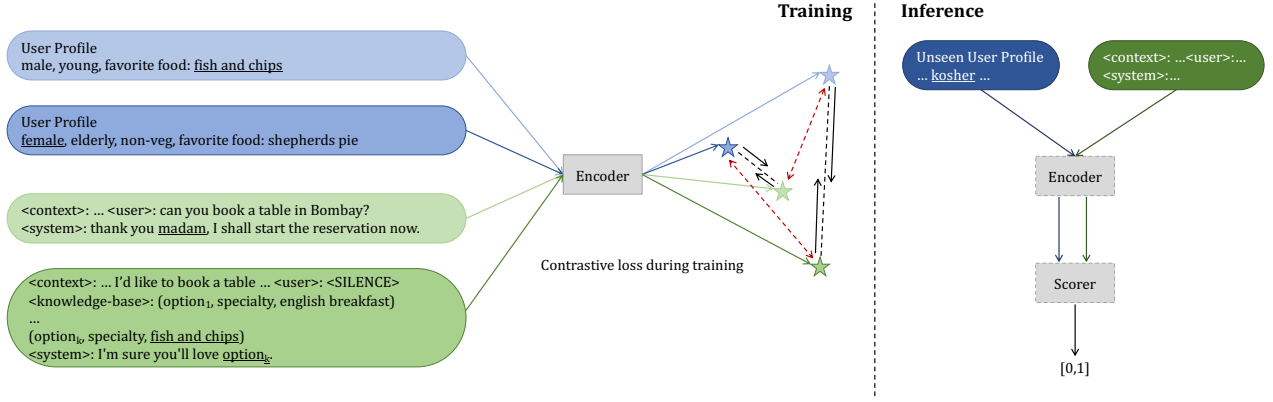 Training
Inference
User Profile
male, young, favorite food: fish and chips
User Profile
female, elderly, non-veg, favorite food: shepherds pie
<context>: ... <user>: can you book a table in Bombay?
<system>: thank you madam, I shall start the reservation now.
<context>: ... I'd like to book a table ... <user>: <SILENCE>
<knowledge-base>: (option₁, specialty, english breakfast)
...
(optionₖ, specialty, fish and chips)
<system>: I'm sure you'll love optionₖ.
Encoder
Contrastive loss during training
Unseen User Profile
... kosher ...
<context>: ...<user>:...
<system>:...
Encoder
Scorer
[0,1]